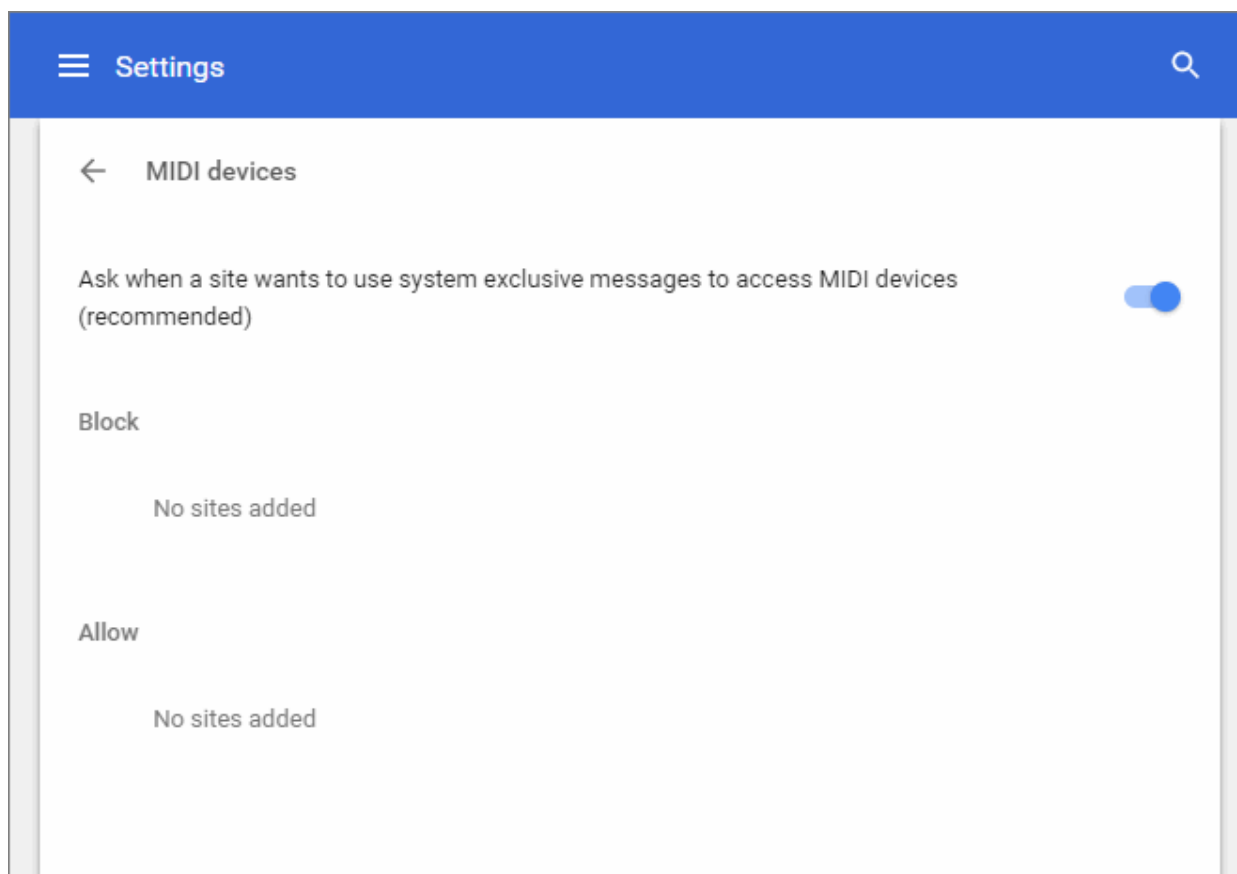 Settings
MIDI devices
Ask when a site wants to use system exclusive messages to access MIDI devices
(recommended)
Block
No sites added
Allow
No sites added